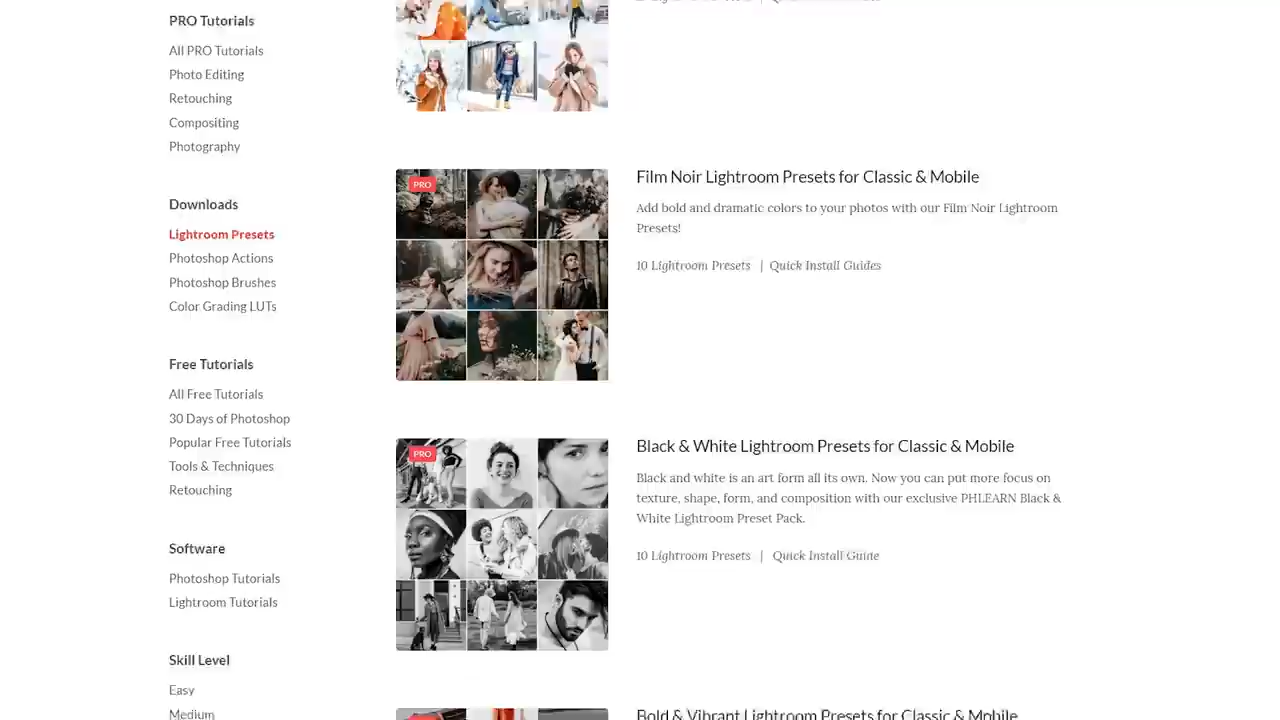 PRO Tutorials
All PRO Tutorials
Photo Editing
Retouching
Compositing
Photography
Downloads
Lightroom Presets
Photoshop Actions
Photoshop Brushes
Color Grading LUTs
Free Tutorials
All Free Tutorials
30 Days of Photoshop
Popular Free Tutorials
Tools & Techniques
Retouching
Software
Photoshop Tutorials
Lightroom Tutorials
Skill Level
Easy
Medium
PRO
Film Noir Lightroom Presets for Classic & Mobile
Add bold and dramatic colors to your photos with our Film Noir Lightroom
Presets!
10 Lightroom Presets | Quick Install Guides
PRO
Black & White Lightroom Presets for Classic & Mobile
Black and white is an art form all its own. Now you can put more focus on
texture, shape, form, and composition with our exclusive PHLEARN Black &
White Lightroom Preset Pack.
10 Lightroom Presets | Quick Install Guide
Bold & Vibrant Lightroom Presets for Classic & Mobile